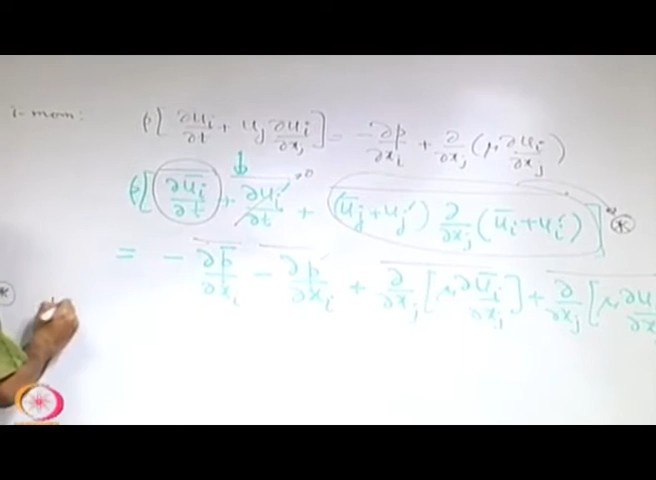 i-mom: ρ[∂uᵢ/∂t + uⱼ ∂uᵢ/∂xⱼ] = -∂p/∂xᵢ + ∂/∂xⱼ (μ ∂uᵢ/∂xⱼ)
ρ[∂ūᵢ/∂t + ∂uᵢ′/∂t →0 + (ūⱼ + uⱼ′) ∂/∂xⱼ (ūᵢ + uᵢ′)] *
= -∂p̄/∂xᵢ - ∂p′/∂xᵢ + ∂/∂xⱼ [μ ∂ūᵢ/∂xⱼ] + ∂/∂xⱼ [μ ∂u
*